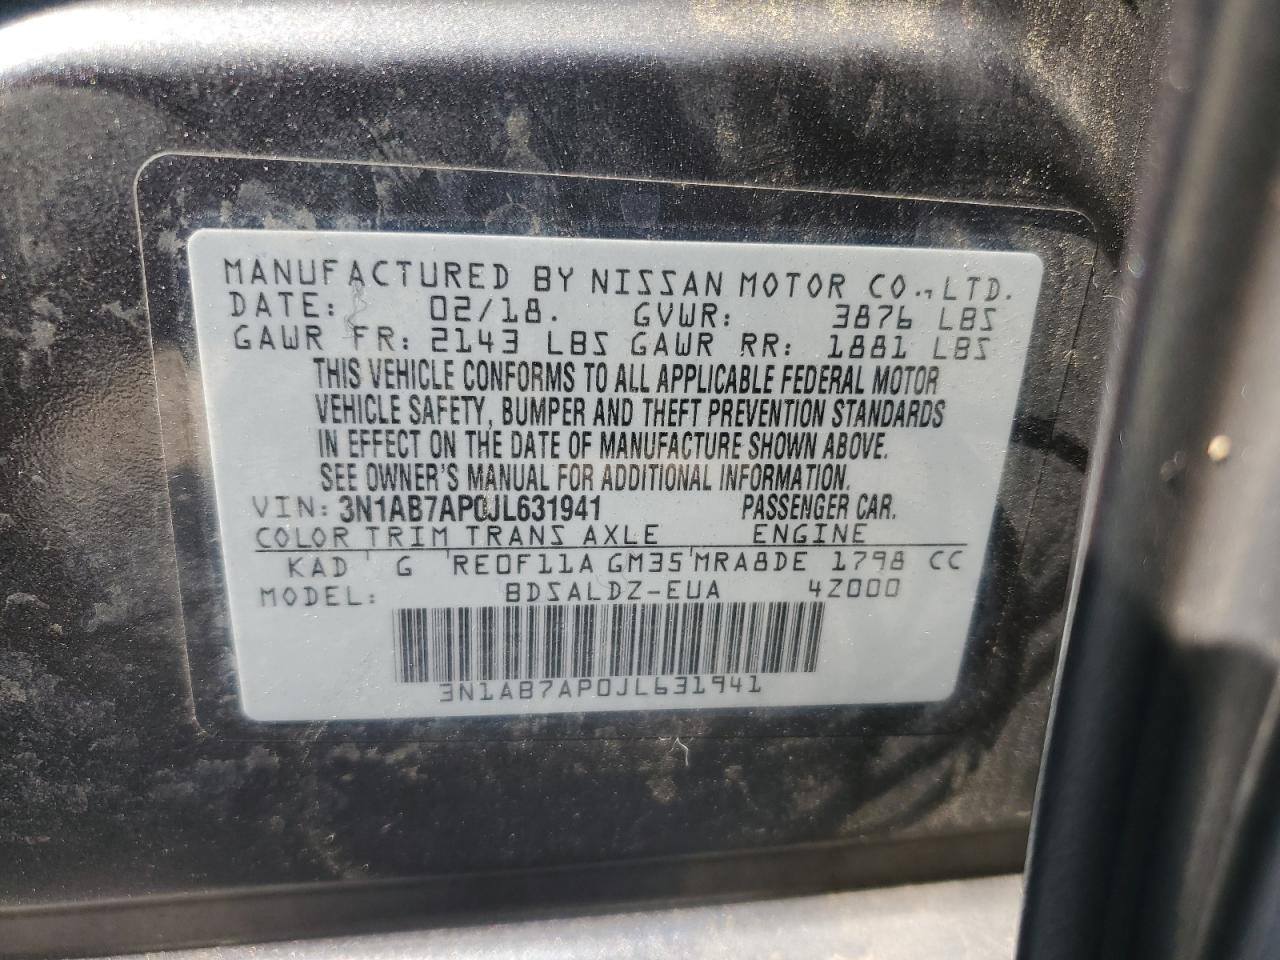 MANUFACTURED BY NISSAN MOTOR CO., LTD.
DATE: 02/18. GVWR: 3876 LBS
GAWR FR: 2143 LBS GAWR RR: 1881 LBS
THIS VEHICLE CONFORMS TO ALL APPLICABLE FEDERAL MOTOR
VEHICLE SAFETY, BUMPER AND THEFT PREVENTION STANDARDS
IN EFFECT ON THE DATE OF MANUFACTURE SHOWN ABOVE.
SEE OWNER'S MANUAL FOR ADDITIONAL INFORMATION.
VIN: 3N1AB7AP0JL631941 PASSENGER CAR.
COLOR TRIM TRANS AXLE ENGINE
KAD G RE0F11A GM35 MRA8DE 1798 CC
MODEL: BDSALDZ-EUA 4Z000
3N1AB7AP0JL631941